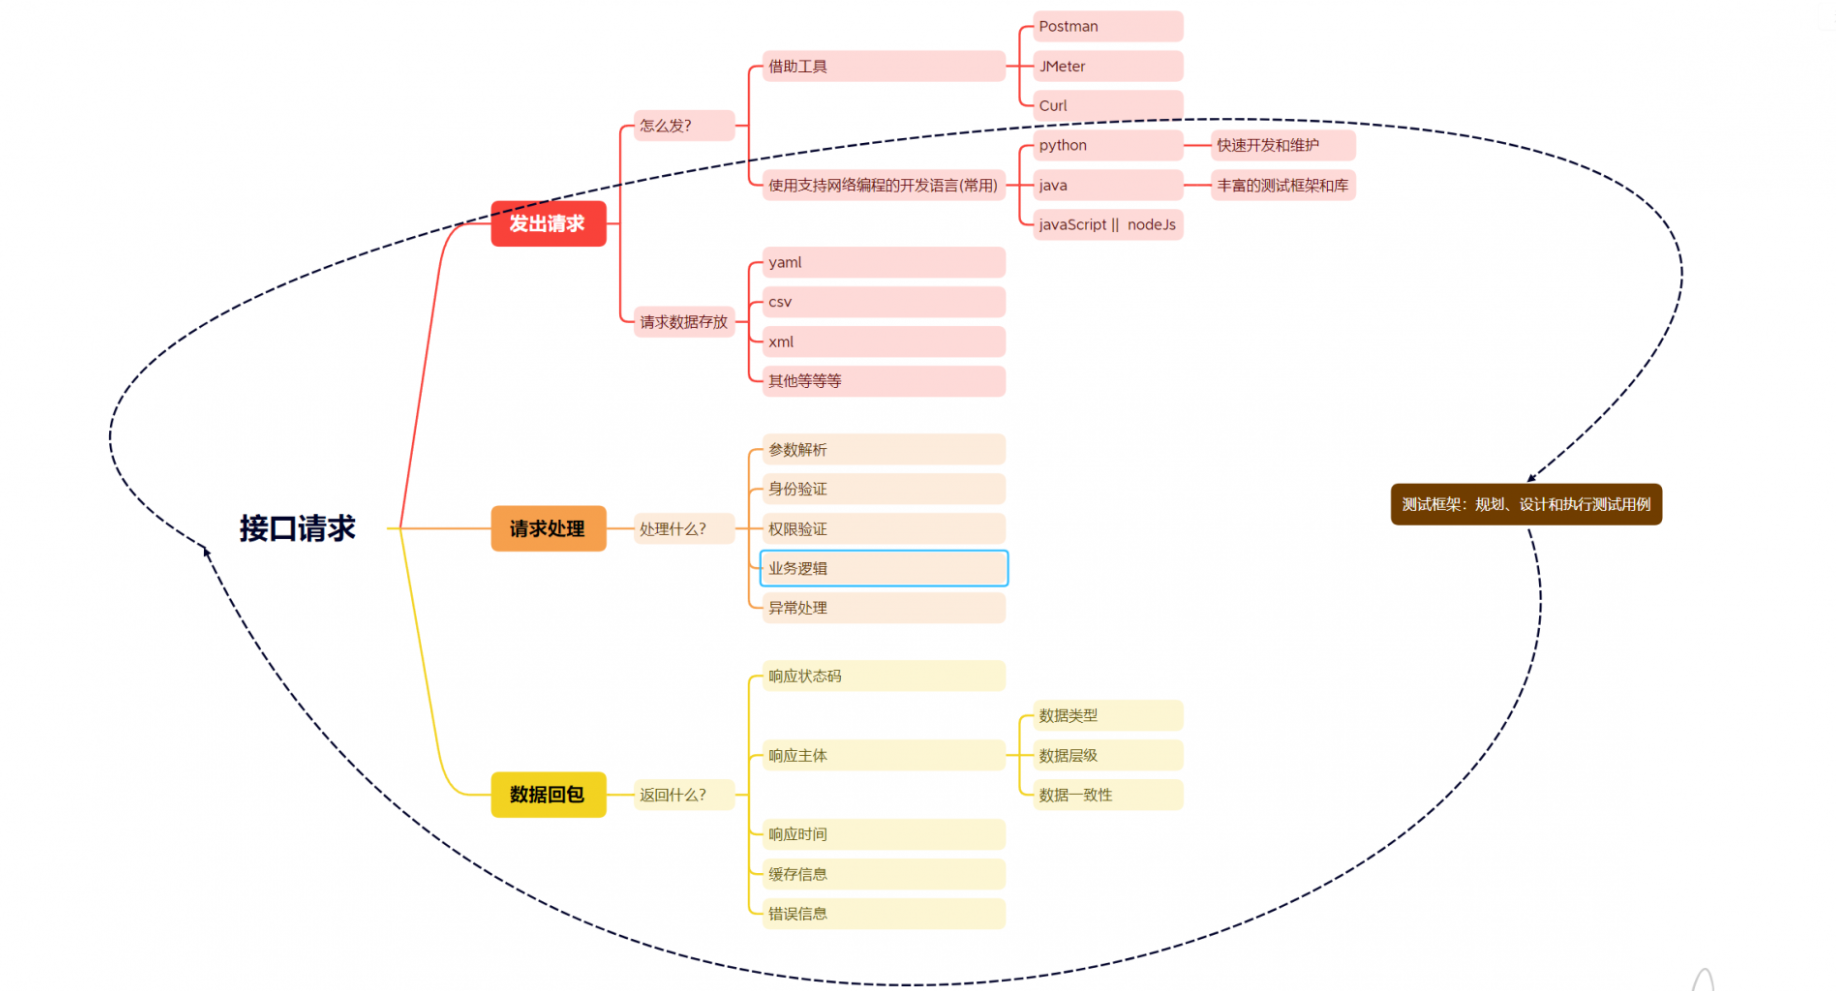 Postman
借助工具
JMeter
Curl
怎么发?
python
快速开发和维护
使用支持网络编程的开发语言(常用)
java
丰富的测试框架和库
javaScript || nodeJs
发出请求
yaml
csv
请求数据存放
xml
其他等等等
参数解析
身份验证
接口请求
请求处理
处理什么?
权限验证
业务逻辑
异常处理
测试框架：规划、设计和执行测试用例
响应状态码
数据类型
响应主体
数据层级
数据一致性
数据回包
返回什么?
响应时间
缓存信息
错误信息